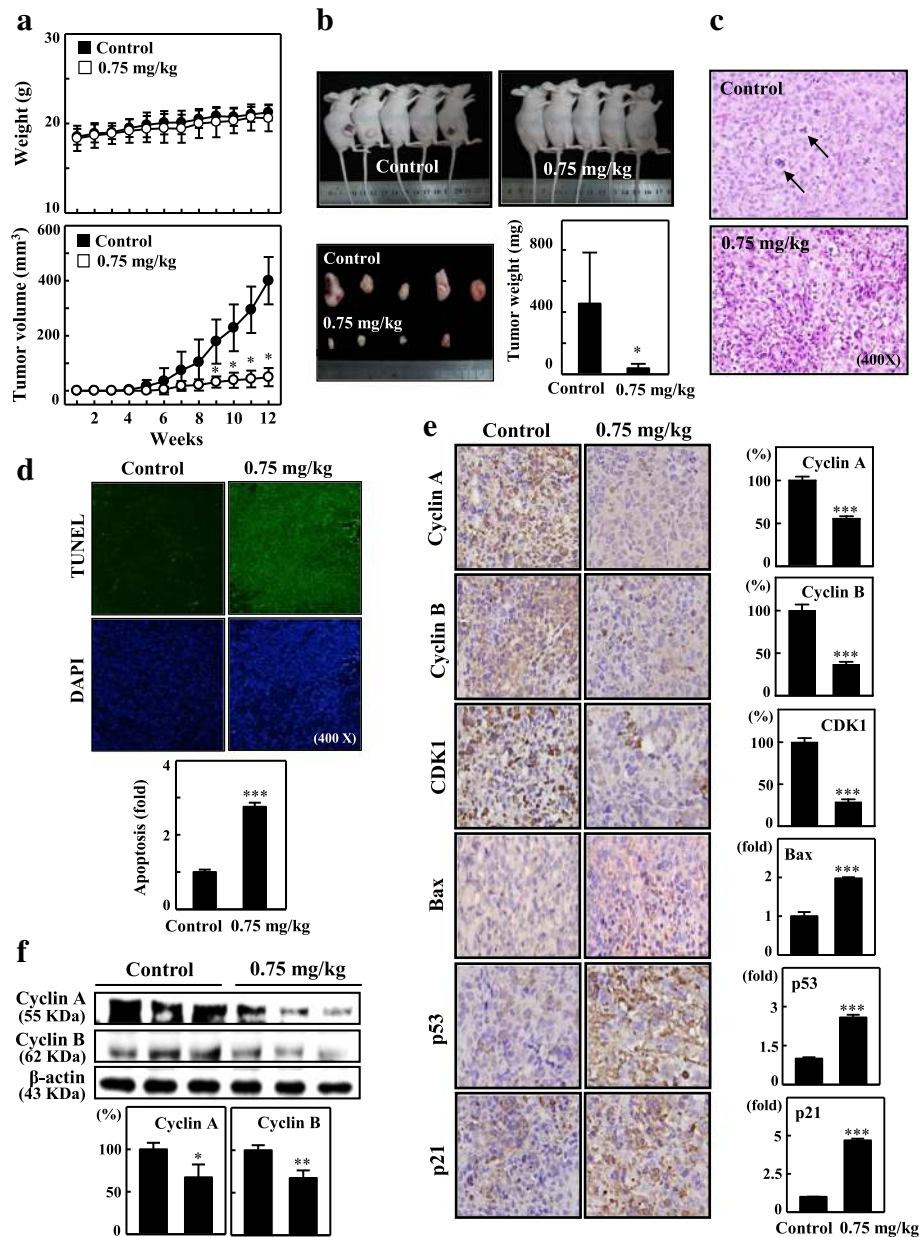 a
30
Control
0.75 mg/kg
20
10
Weight (g)
600
Control
0.75 mg/kg
400
200
0
Tumor volume (mm³)
* * * *
2 4 6 8 10 12
Weeks
b
Control
0.75 mg/kg
Control
0.75 mg/kg
Tumor weight (mg)
800
400
0
*
Control 0.75 mg/kg
c
Control
0.75 mg/kg
(400X)
d
Control 0.75 mg/kg
TUNEL
DAPI
(400 X)
Apoptosis (fold)
4
2
0
***
Control 0.75 mg/kg
e
Control 0.75 mg/kg
Cyclin A
(%)
Cyclin A
100
50
0
***
Cyclin B
(%)
Cyclin B
100
50
0
***
CDK1
(%)
CDK1
100
50
0
***
Bax
(fold)
Bax
2
1
0
***
p53
(fold)
p53
3
1.5
0
***
p21
(fold)
p21
5
2.5
0
***
Control 0.75 mg/kg
f
Control 0.75 mg/kg
Cyclin A
(55 KDa)
Cyclin B
(62 KDa)
β-actin
(43 KDa)
(%)
Cyclin A
100
50
0
*
Cyclin B
**